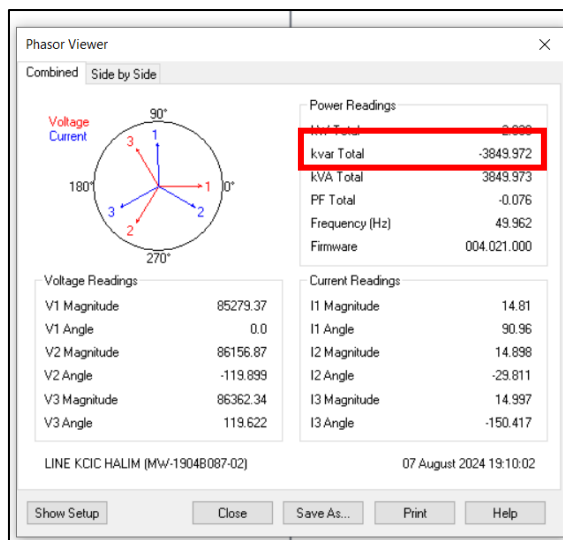 Phasor Viewer
Combined Side by Side
Voltage
Current
90°
180°
0°
270°
1
2
3
1
2
3
Power Readings
kvar Total -3849.972
kVA Total 3849.973
PF Total -0.076
Frequency (Hz) 49.962
Firmware 004.021.000
Voltage Readings
V1 Magnitude 85279.37
V1 Angle 0.0
V2 Magnitude 86156.87
V2 Angle -119.899
V3 Magnitude 86362.34
V3 Angle 119.622
Current Readings
I1 Magnitude 14.81
I1 Angle 90.96
I2 Magnitude 14.898
I2 Angle -29.811
I3 Magnitude 14.997
I3 Angle -150.417
LINE KCIC HALIM (MW-1904B087-02) 07 August 2024 19:10:02
Show Setup Close Save As... Print Help